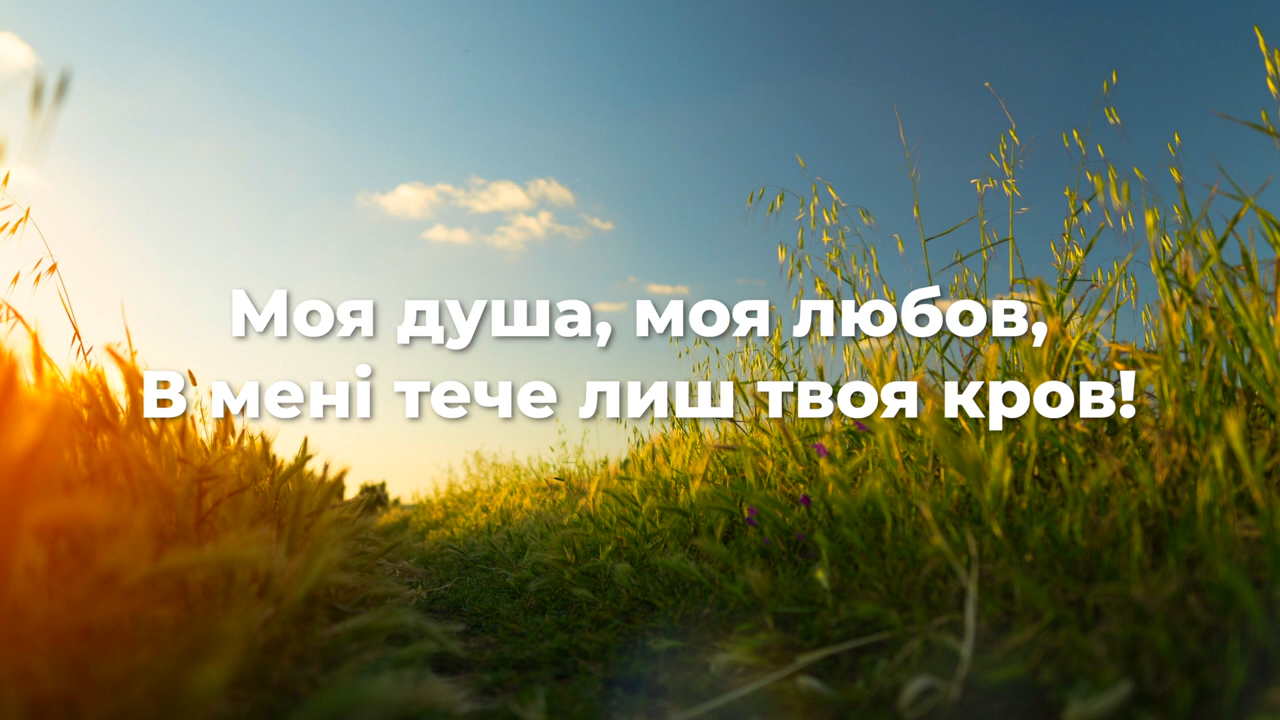 Моя душа, моя любов,
В мені тече лиш твоя кров!